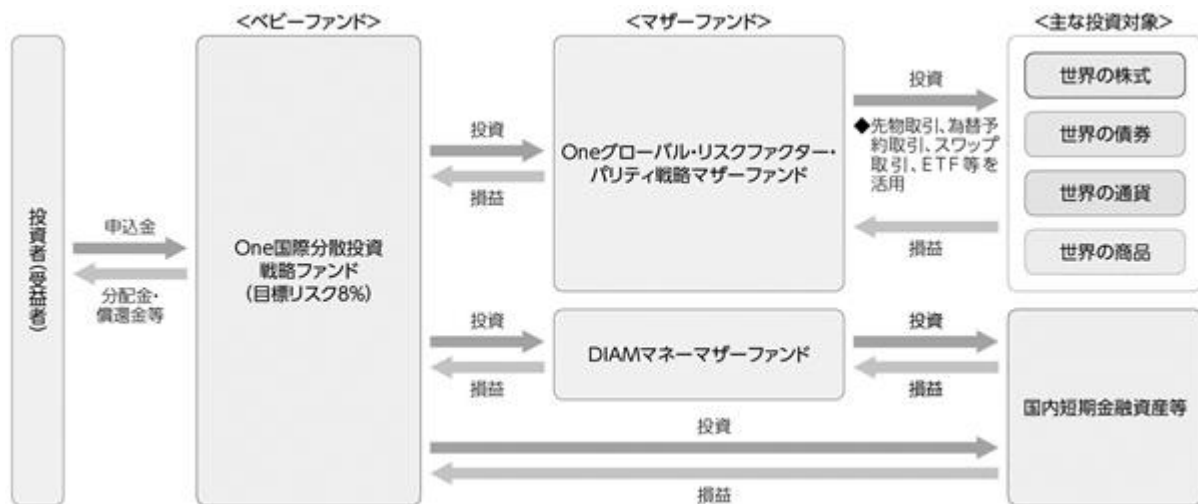 <ベビーファンド>
<マザーファンド>
<主な投資対象>
投資者(受益者)
申込金
分配金・
償還金等
One国際分散投資
戦略ファンド
(目標リスク8%)
投資
損益
Oneグローバル・リスクファクター・
パリティ戦略マザーファンド
投資
◆先物取引、為替予
約取引、スワップ
取引、ETF等を
活用
損益
世界の株式
世界の債券
世界の通貨
世界の商品
投資
損益
DIAMマネーマザーファンド
投資
損益
国内短期金融資産等
投資
損益